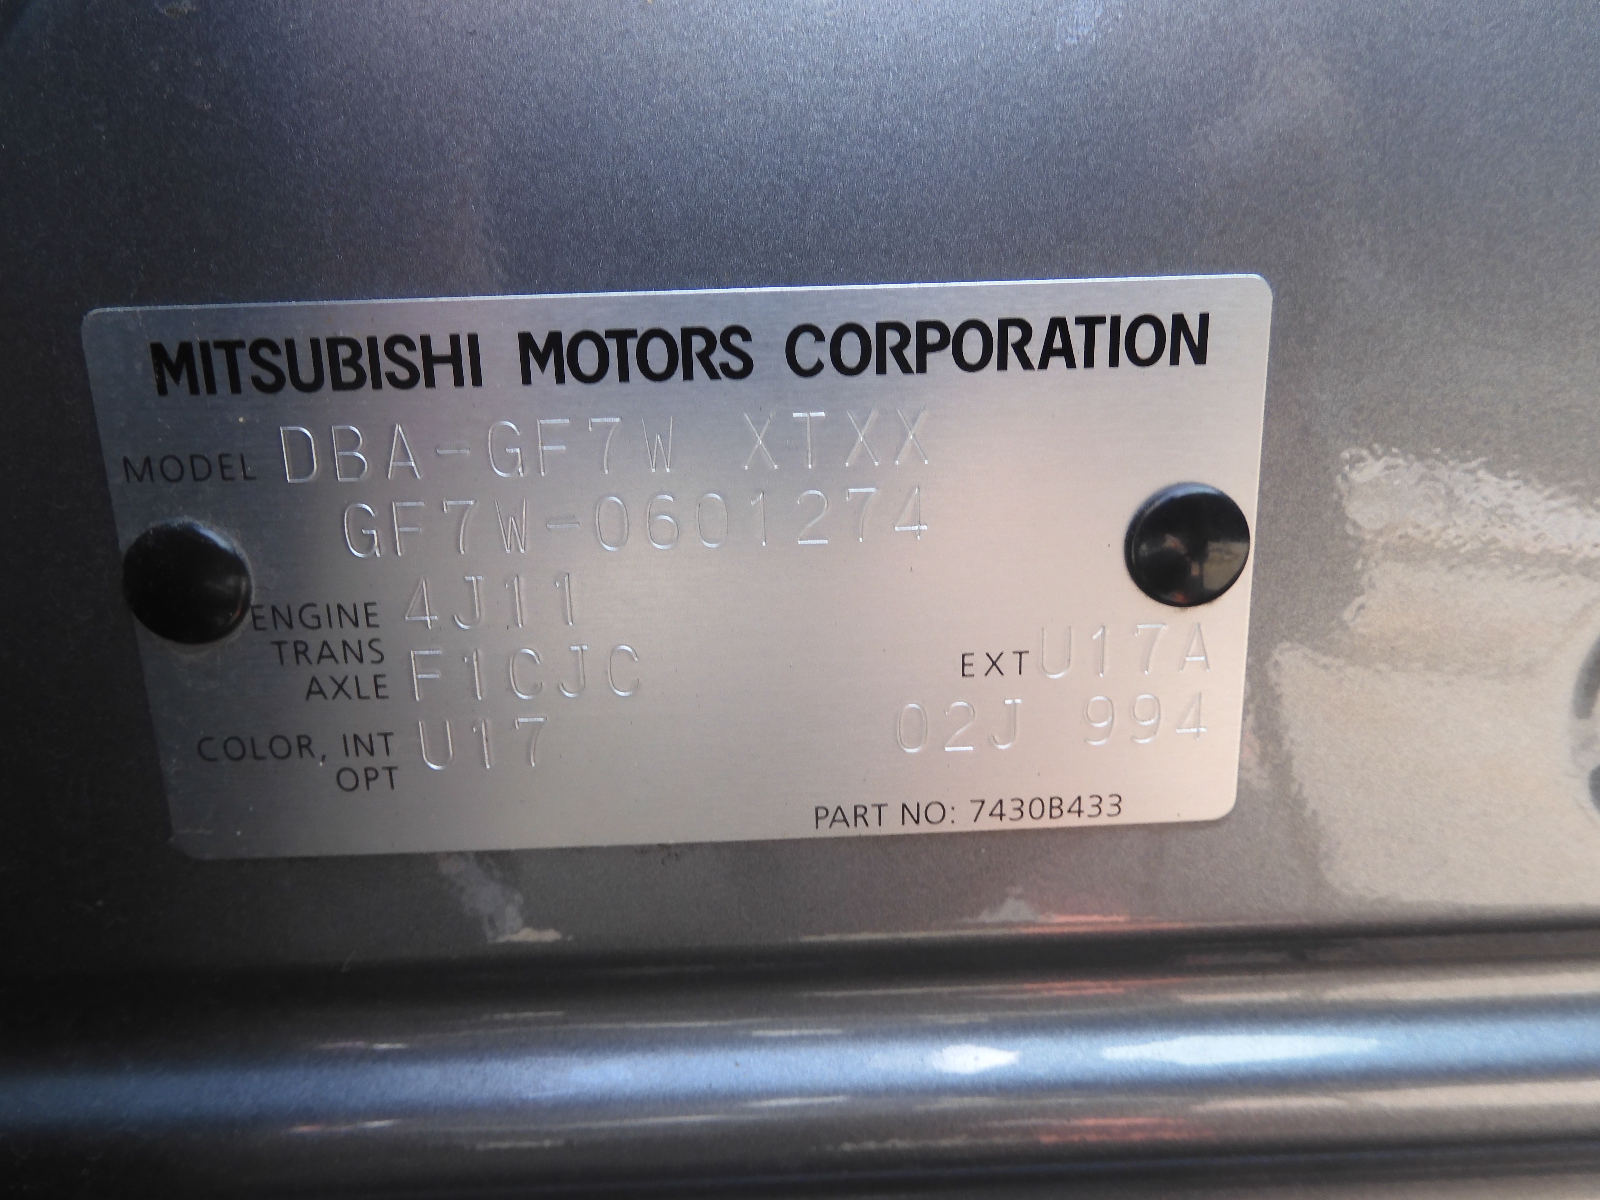 MITSUBISHI MOTORS CORPORATION
MODEL DBA-GF7W XTXX
GF7W-0601274
ENGINE 4J11
TRANS
AXLE F1CJC EXT U17A
COLOR, INT U17 02J 994
OPT
PART NO: 7430B433